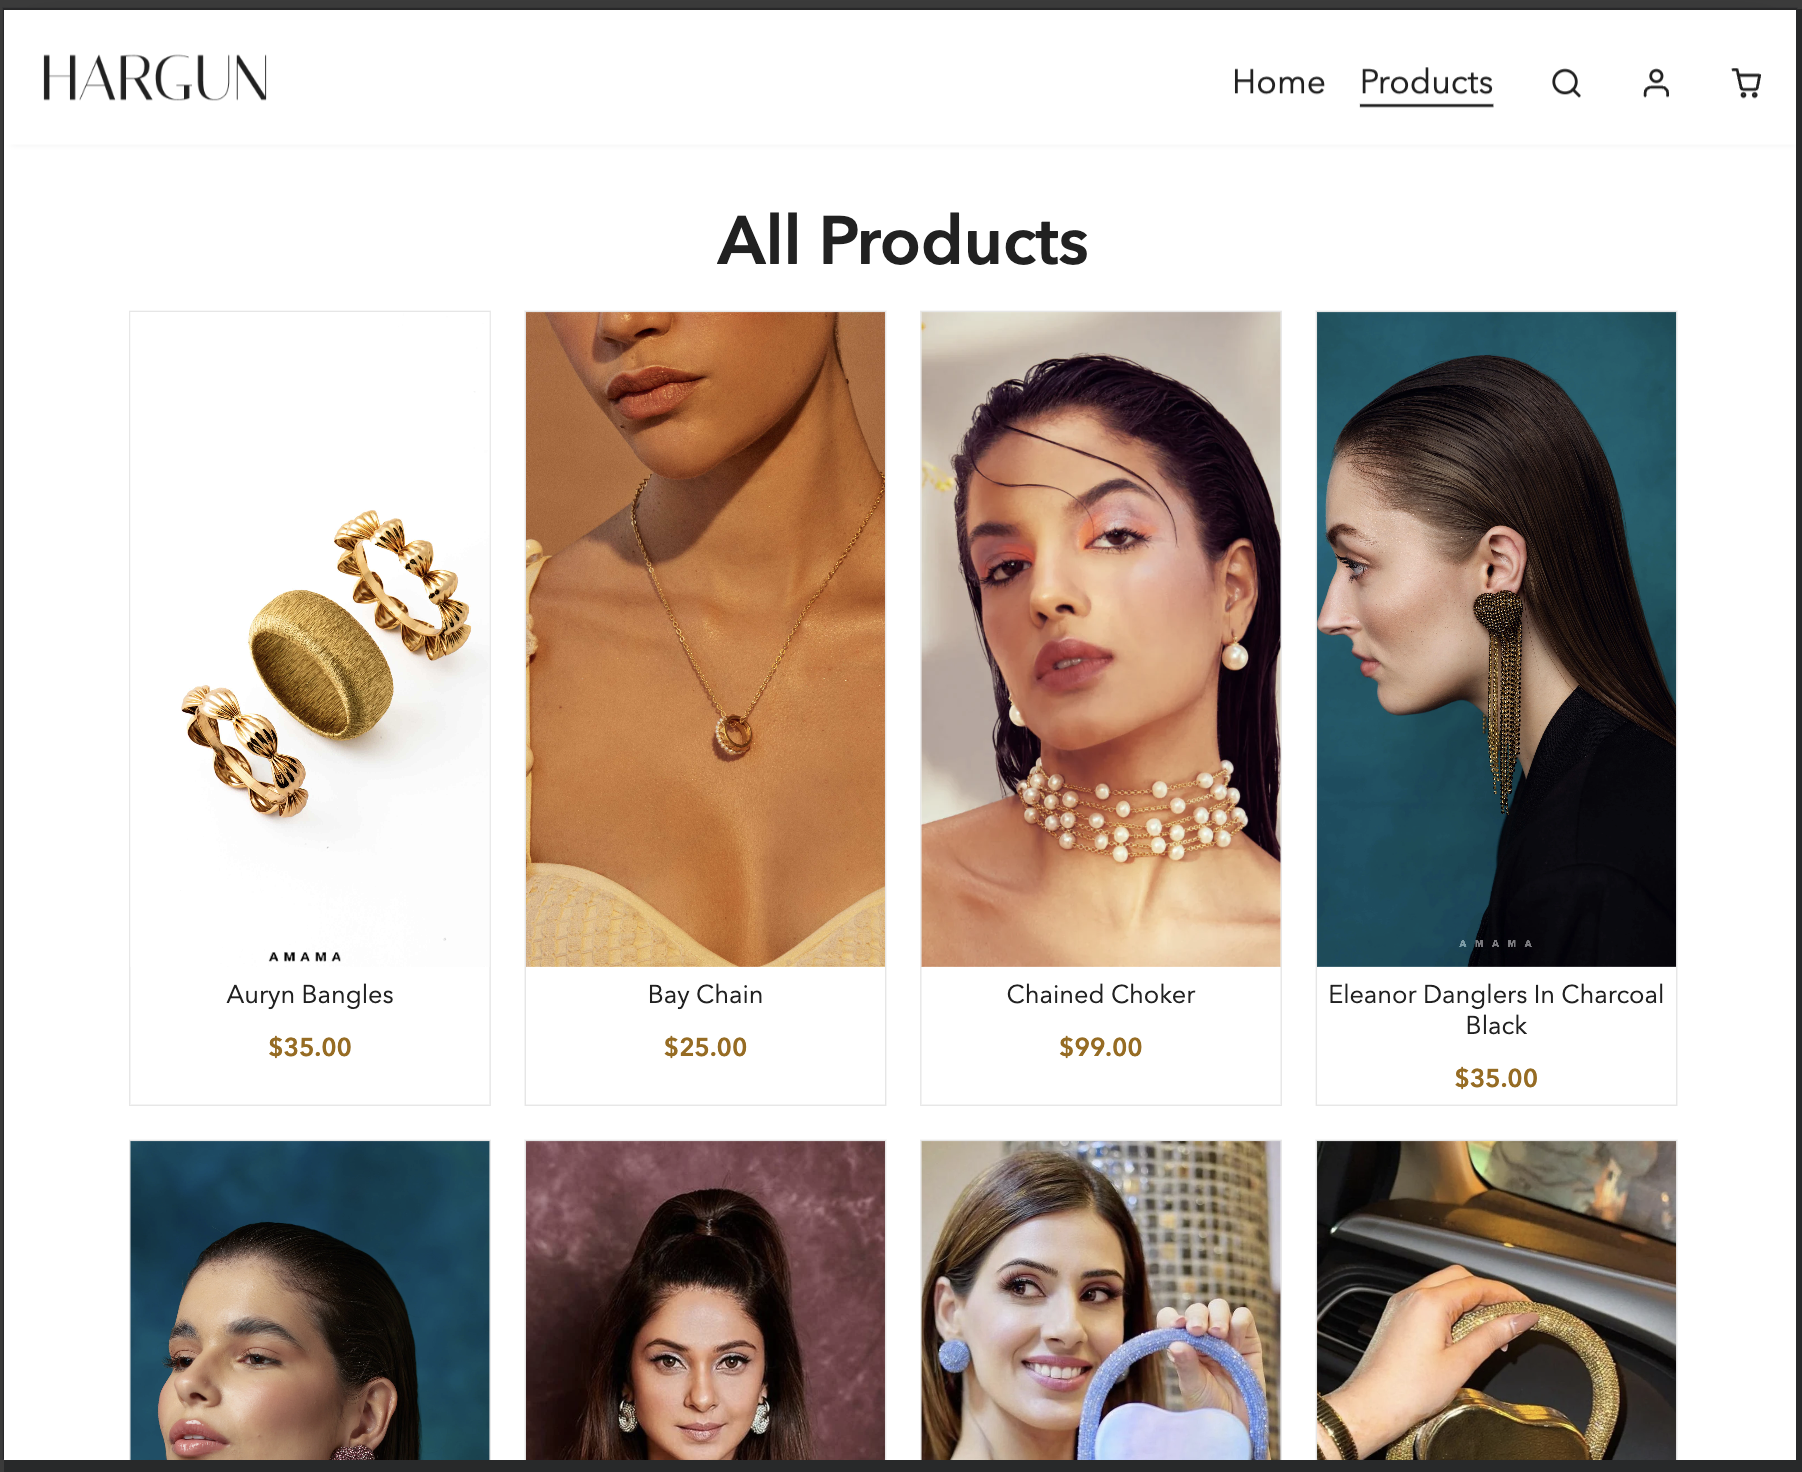 HARGUN
Home
Products
All Products
AMAMA
Auryn Bangles
$35.00
Bay Chain
$25.00
Chained Choker
$99.00
AMAMA
Eleanor Danglers In Charcoal
Black
$35.00